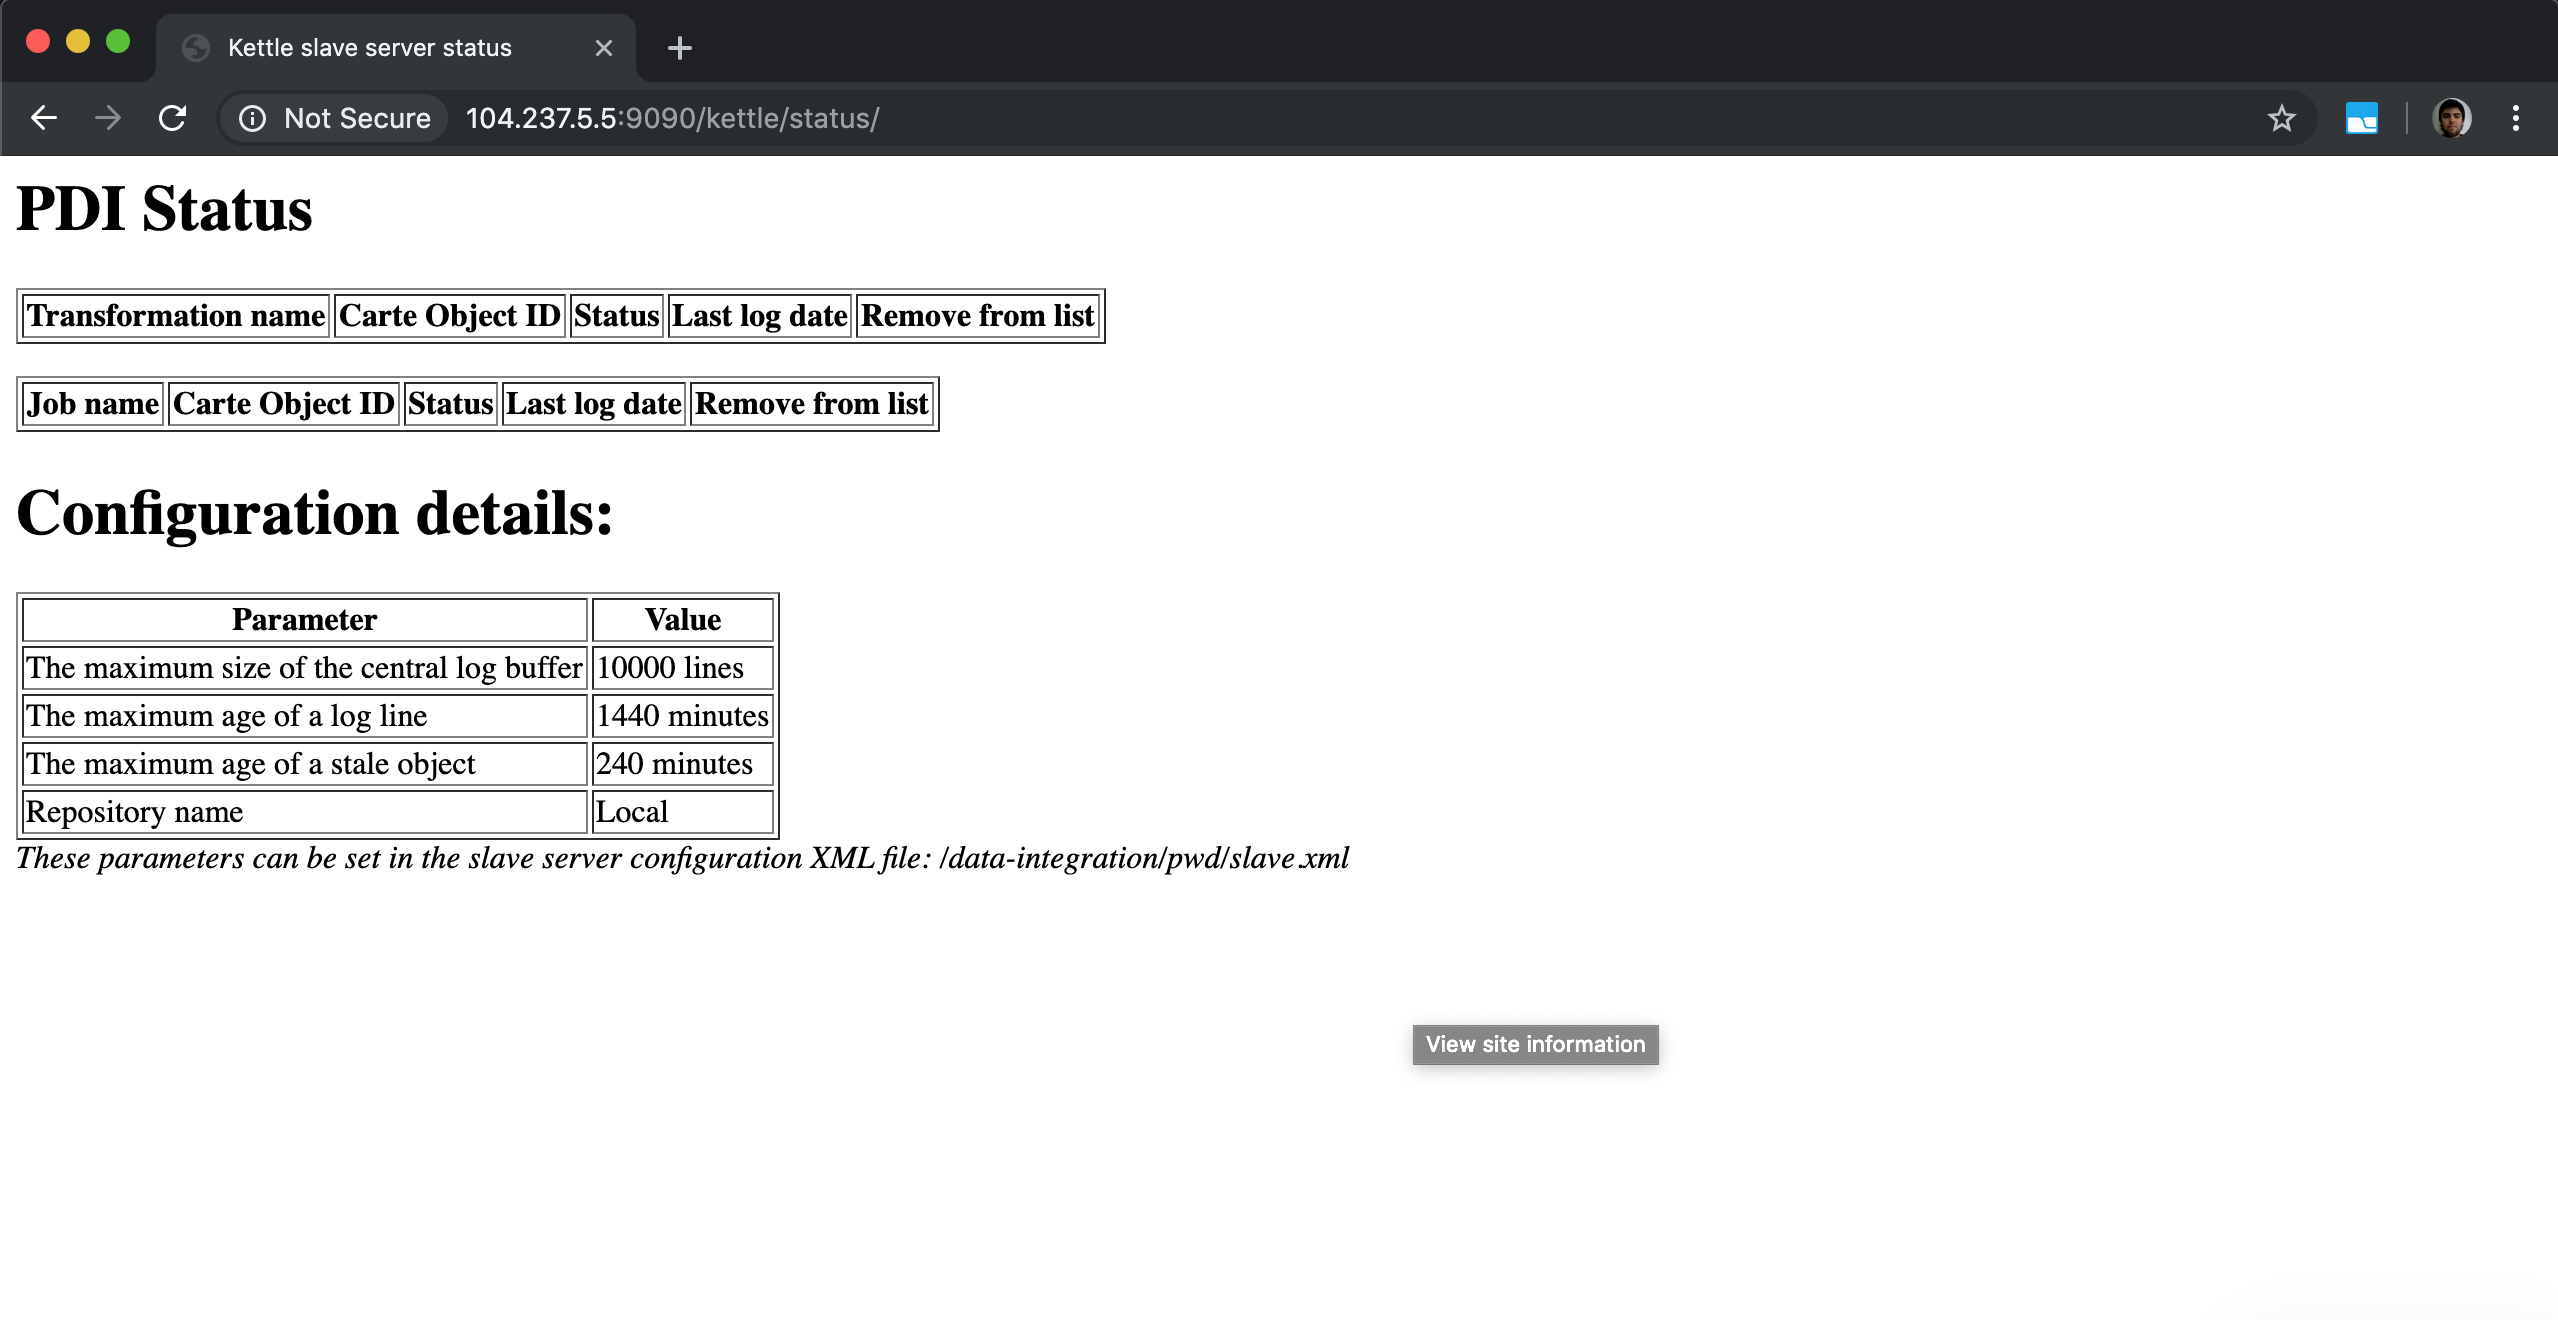 Kettle slave server status
Not Secure 104.237.5.5:9090/kettle/status/
PDI Status
Transformation name Carte Object ID Status Last log date Remove from list
Job name Carte Object ID Status Last log date Remove from list
Configuration details:
Parameter Value
The maximum size of the central log buffer 10000 lines
The maximum age of a log line 1440 minutes
The maximum age of a stale object 240 minutes
Repository name Local
These parameters can be set in the slave server configuration XML file: /data-integration/pwd/slave.xml
View site information